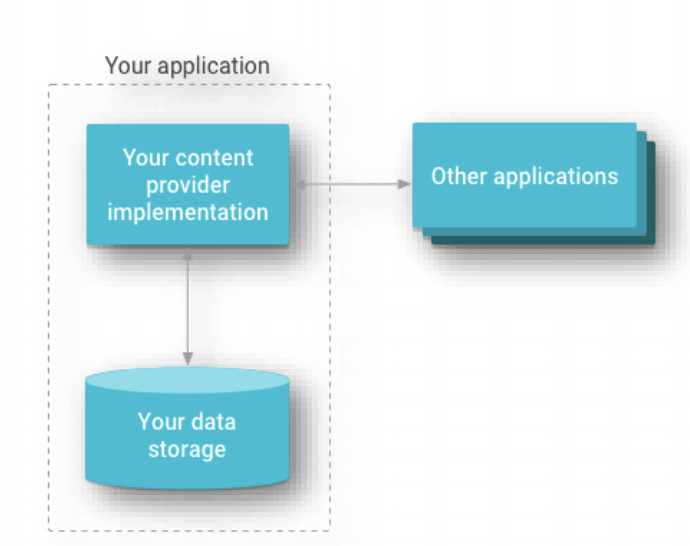 Your application
Your content
provider
implementation
Other applications
Your data
storage